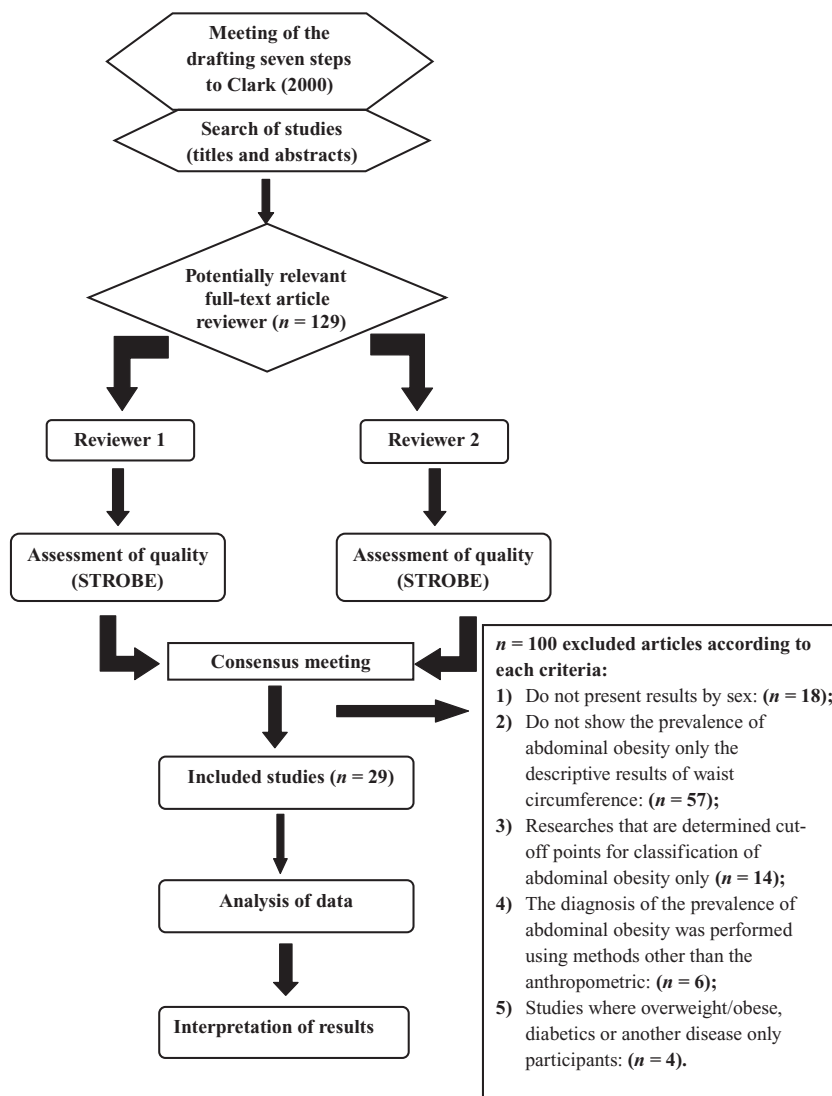 Meeting of the
drafting seven steps
to Clark (2000)
Search of studies
(titles and abstracts)
Potentially relevant
full-text article
reviewer (n = 129)
Reviewer 1
Reviewer 2
Assessment of quality
(STROBE)
Assessment of quality
(STROBE)
Consensus meeting
Included studies (n = 29)
Analysis of data
Interpretation of results
n = 100 excluded articles according to
each criteria:
1) Do not present results by sex: (n = 18);
2) Do not show the prevalence of
abdominal obesity only the
descriptive results of waist
circumference: (n = 57);
3) Researches that are determined cut-
off points for classification of
abdominal obesity only (n = 14);
4) The diagnosis of the prevalence of
abdominal obesity was performed
using methods other than the
anthropometric: (n = 6);
5) Studies where overweight/obese,
diabetics or another disease only
participants: (n = 4).